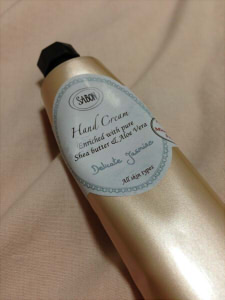 SABON
Hand Cream
Enriched with pure
Shea butter & Aloe Vera
Delicate Jasmine
All skin types